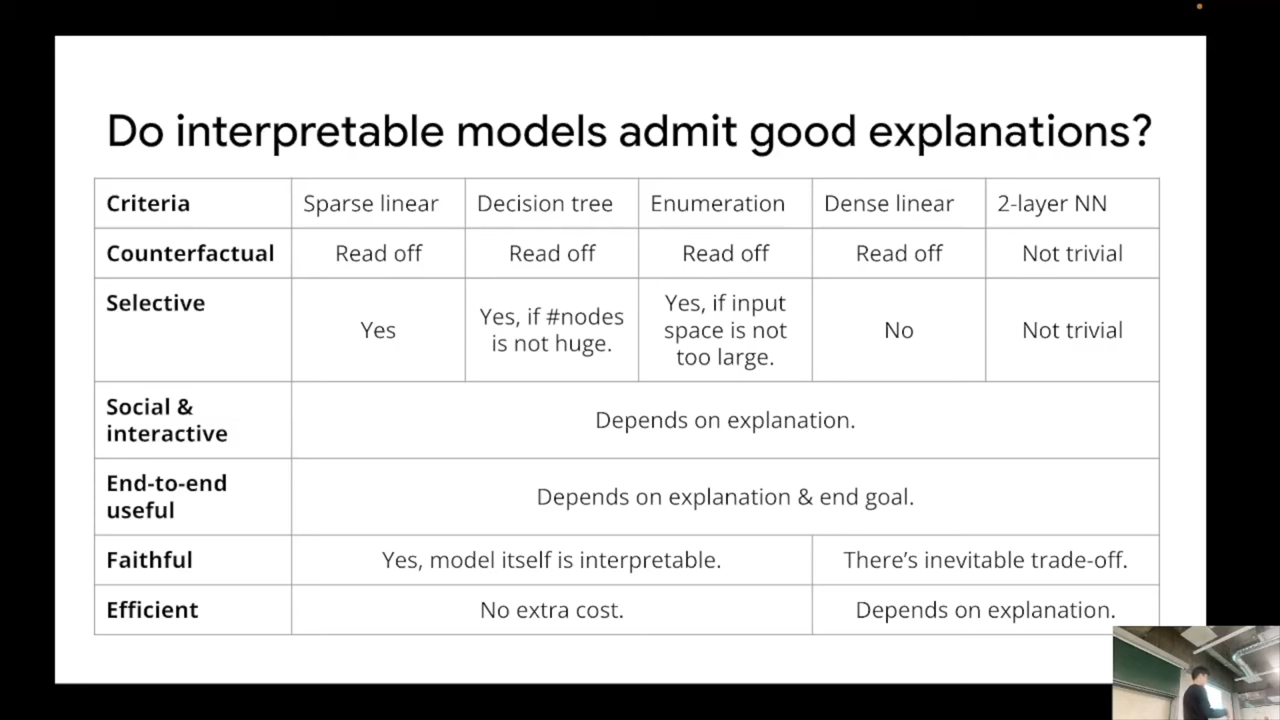 Do interpretable models admit good explanations?
Criteria Sparse linear Decision tree Enumeration Dense linear 2-layer NN
Counterfactual Read off Read off Read off Read off Not trivial
Selective
Yes
Yes, if #nodes
is not huge.
Yes, if input
space is not
too large.
No
Not trivial
Social &
interactive
Depends on explanation.
End-to-end
useful
Depends on explanation & end goal.
Faithful Yes, model itself is interpretable. There’s inevitable trade-off.
Efficient No extra cost. Depends on explanation.